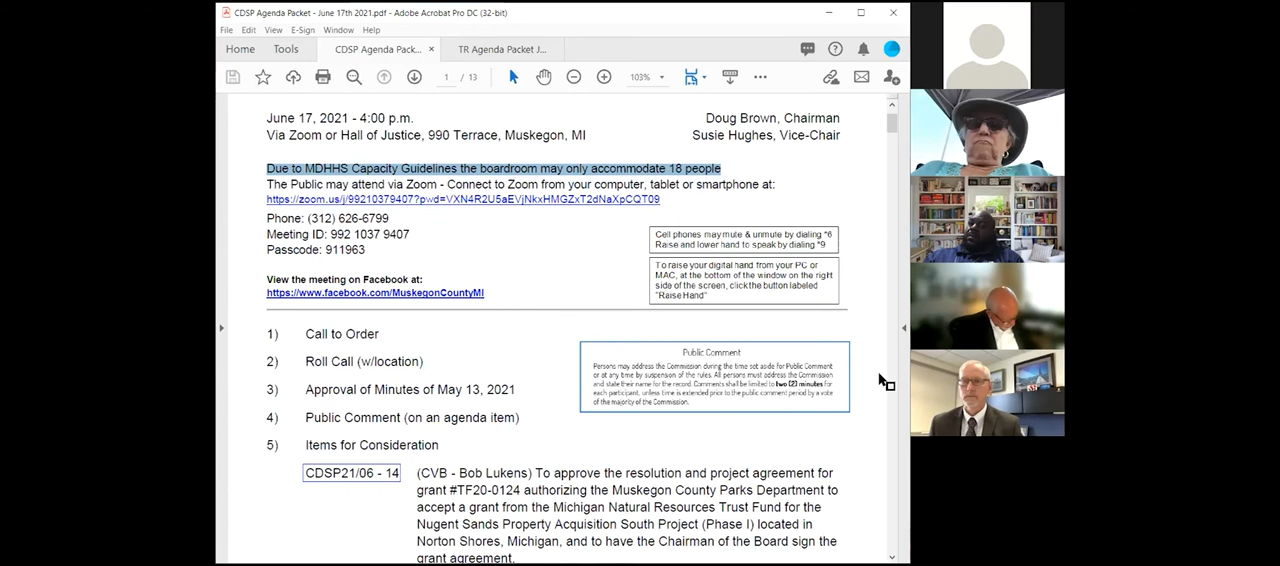 CDSP Agenda Packet - June 17th 2021.pdf - Adobe Acrobat Pro DC (32-bit)
File Edit View E-Sign Window Help
Home Tools CDSP Agenda Pack... × TR Agenda Packet J...
1 / 13 103%
June 17, 2021 - 4:00 p.m. Doug Brown, Chairman
Via Zoom or Hall of Justice, 990 Terrace, Muskegon, MI Susie Hughes, Vice-Chair
Due to MDHHS Capacity Guidelines the boardroom may only accommodate 18 people
The Public may attend via Zoom - Connect to Zoom from your computer, tablet or smartphone at:
https://zoom.us/j/99210379407?pwd=VXN4R2U5aEVjNkxHMGZxT2dNaXpCQT09
Phone: (312) 626-6799
Meeting ID: 992 1037 9407
Passcode: 911963
Cell phones may mute & unmute by dialing *6
Raise and lower hand to speak by dialing *9
To raise your digital hand from your PC or
MAC, at the bottom of the window on the right
side of the screen, click the button labeled
"Raise Hand"
View the meeting on Facebook at:
https://www.facebook.com/MuskegonCountyMI
1) Call to Order
2) Roll Call (w/location)
3) Approval of Minutes of May 13, 2021
4) Public Comment (on an agenda item)
5) Items for Consideration
Public Comment
Persons may address the Commission during the time set aside for Public Comment
or at any time by suspension of the rules. All persons must address the Commission
and state their name for the record. Comments shall be limited to two (2) minutes for
each participant, unless time is extended prior to the public comment period by a vote
of the majority of the Commission.
CDSP21/06 - 14 (CVB - Bob Lukens) To approve the resolution and project agreement for
grant #TF20-0124 authorizing the Muskegon County Parks Department to
accept a grant from the Michigan Natural Resources Trust Fund for the
Nugent Sands Property Acquisition South Project (Phase I) located in
Norton Shores, Michigan, and to have the Chairman of the Board sign the
grant agreement.